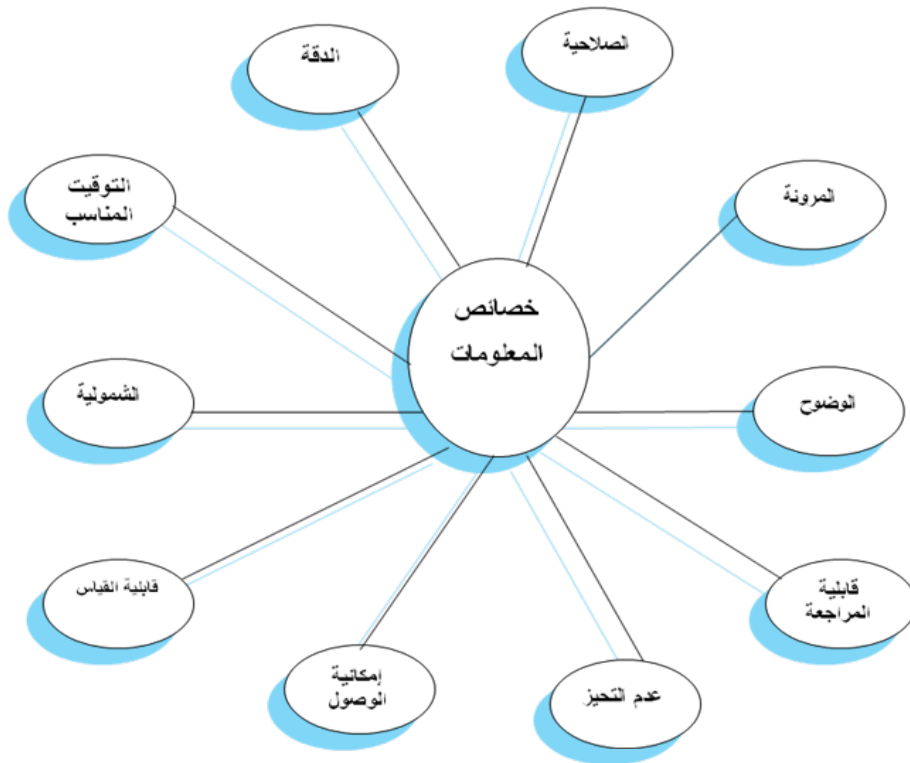 الصلاحية
الدقة
المرونة
التوقيت
المناسب
خصائص
المعلومات
الوضوح
الشمولية
قابلية
المراجعة
قابلية القياس
عدم التحيز
إمكانية
الوصول